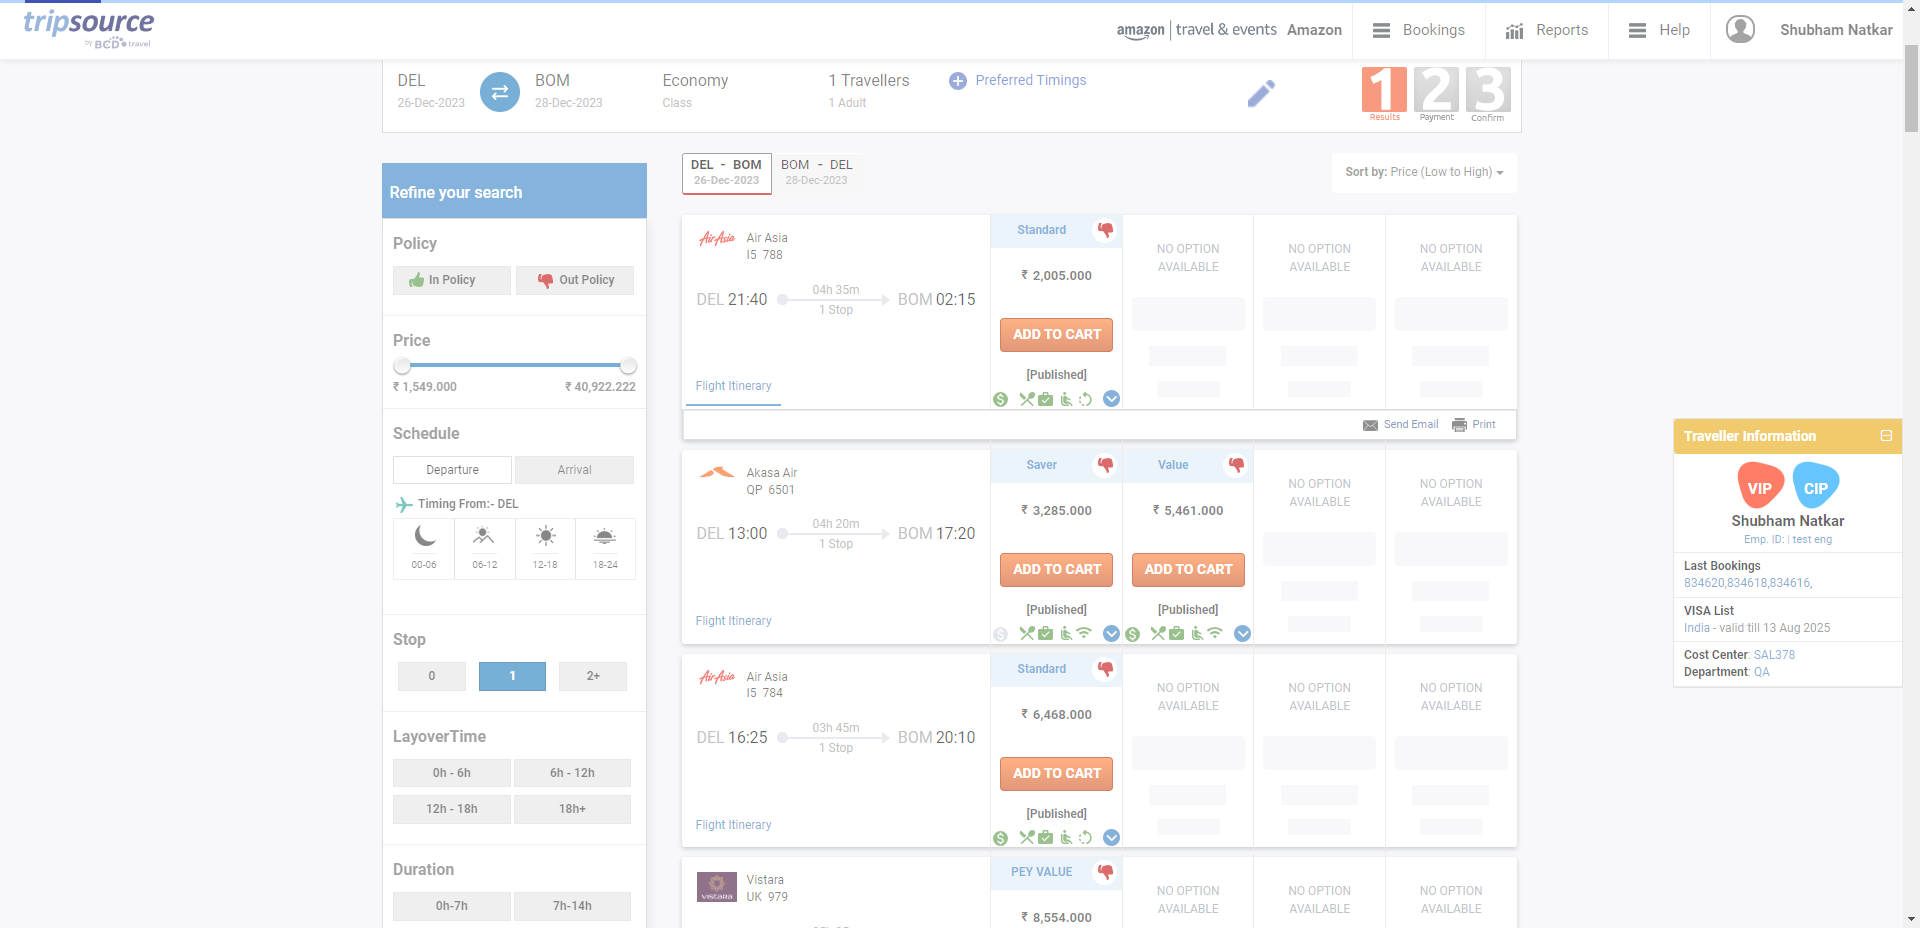 tripsource
by BCD travel
amazon | travel & events Amazon
Bookings
Reports
Help
Shubham Natkar
DEL
26-Dec-2023
BOM
28-Dec-2023
Economy
Class
1 Travellers
1 Adult
Preferred Timings
1
Results
2
Payment
3
Confirm
Refine your search
Policy
In Policy
Out Policy
Price
₹ 1,549.000
₹ 40,922.222
Schedule
Departure
Arrival
Timing From:- DEL
00-06
06-12
12-18
18-24
Stop
0
1
2+
LayoverTime
0h - 6h
6h - 12h
12h - 18h
18h+
Duration
0h-7h
7h-14h
DEL - BOM
26-Dec-2023
BOM - DEL
28-Dec-2023
Sort by: Price (Low to High)
AirAsia
Air Asia
I5 788
DEL 21:40
04h 35m
1 Stop
BOM 02:15
Flight Itinerary
Standard
₹ 2,005.000
ADD TO CART
[Published]
NO OPTION
AVAILABLE
NO OPTION
AVAILABLE
NO OPTION
AVAILABLE
Send Email
Print
Akasa Air
QP 6501
DEL 13:00
04h 20m
1 Stop
BOM 17:20
Flight Itinerary
Saver
₹ 3,285.000
ADD TO CART
[Published]
Value
₹ 5,461.000
ADD TO CART
[Published]
NO OPTION
AVAILABLE
NO OPTION
AVAILABLE
AirAsia
Air Asia
I5 784
DEL 16:25
03h 45m
1 Stop
BOM 20:10
Flight Itinerary
Standard
₹ 6,468.000
ADD TO CART
[Published]
NO OPTION
AVAILABLE
NO OPTION
AVAILABLE
NO OPTION
AVAILABLE
VISTARA
Vistara
UK 979
PEY VALUE
₹ 8,554.000
NO OPTION
AVAILABLE
NO OPTION
AVAILABLE
NO OPTION
AVAILABLE
Traveller Information
VIP
CIP
Shubham Natkar
Emp. ID: | test eng
Last Bookings
834620,834618,834616,
VISA List
India - valid till 13 Aug 2025
Cost Center: SAL378
Department: QA